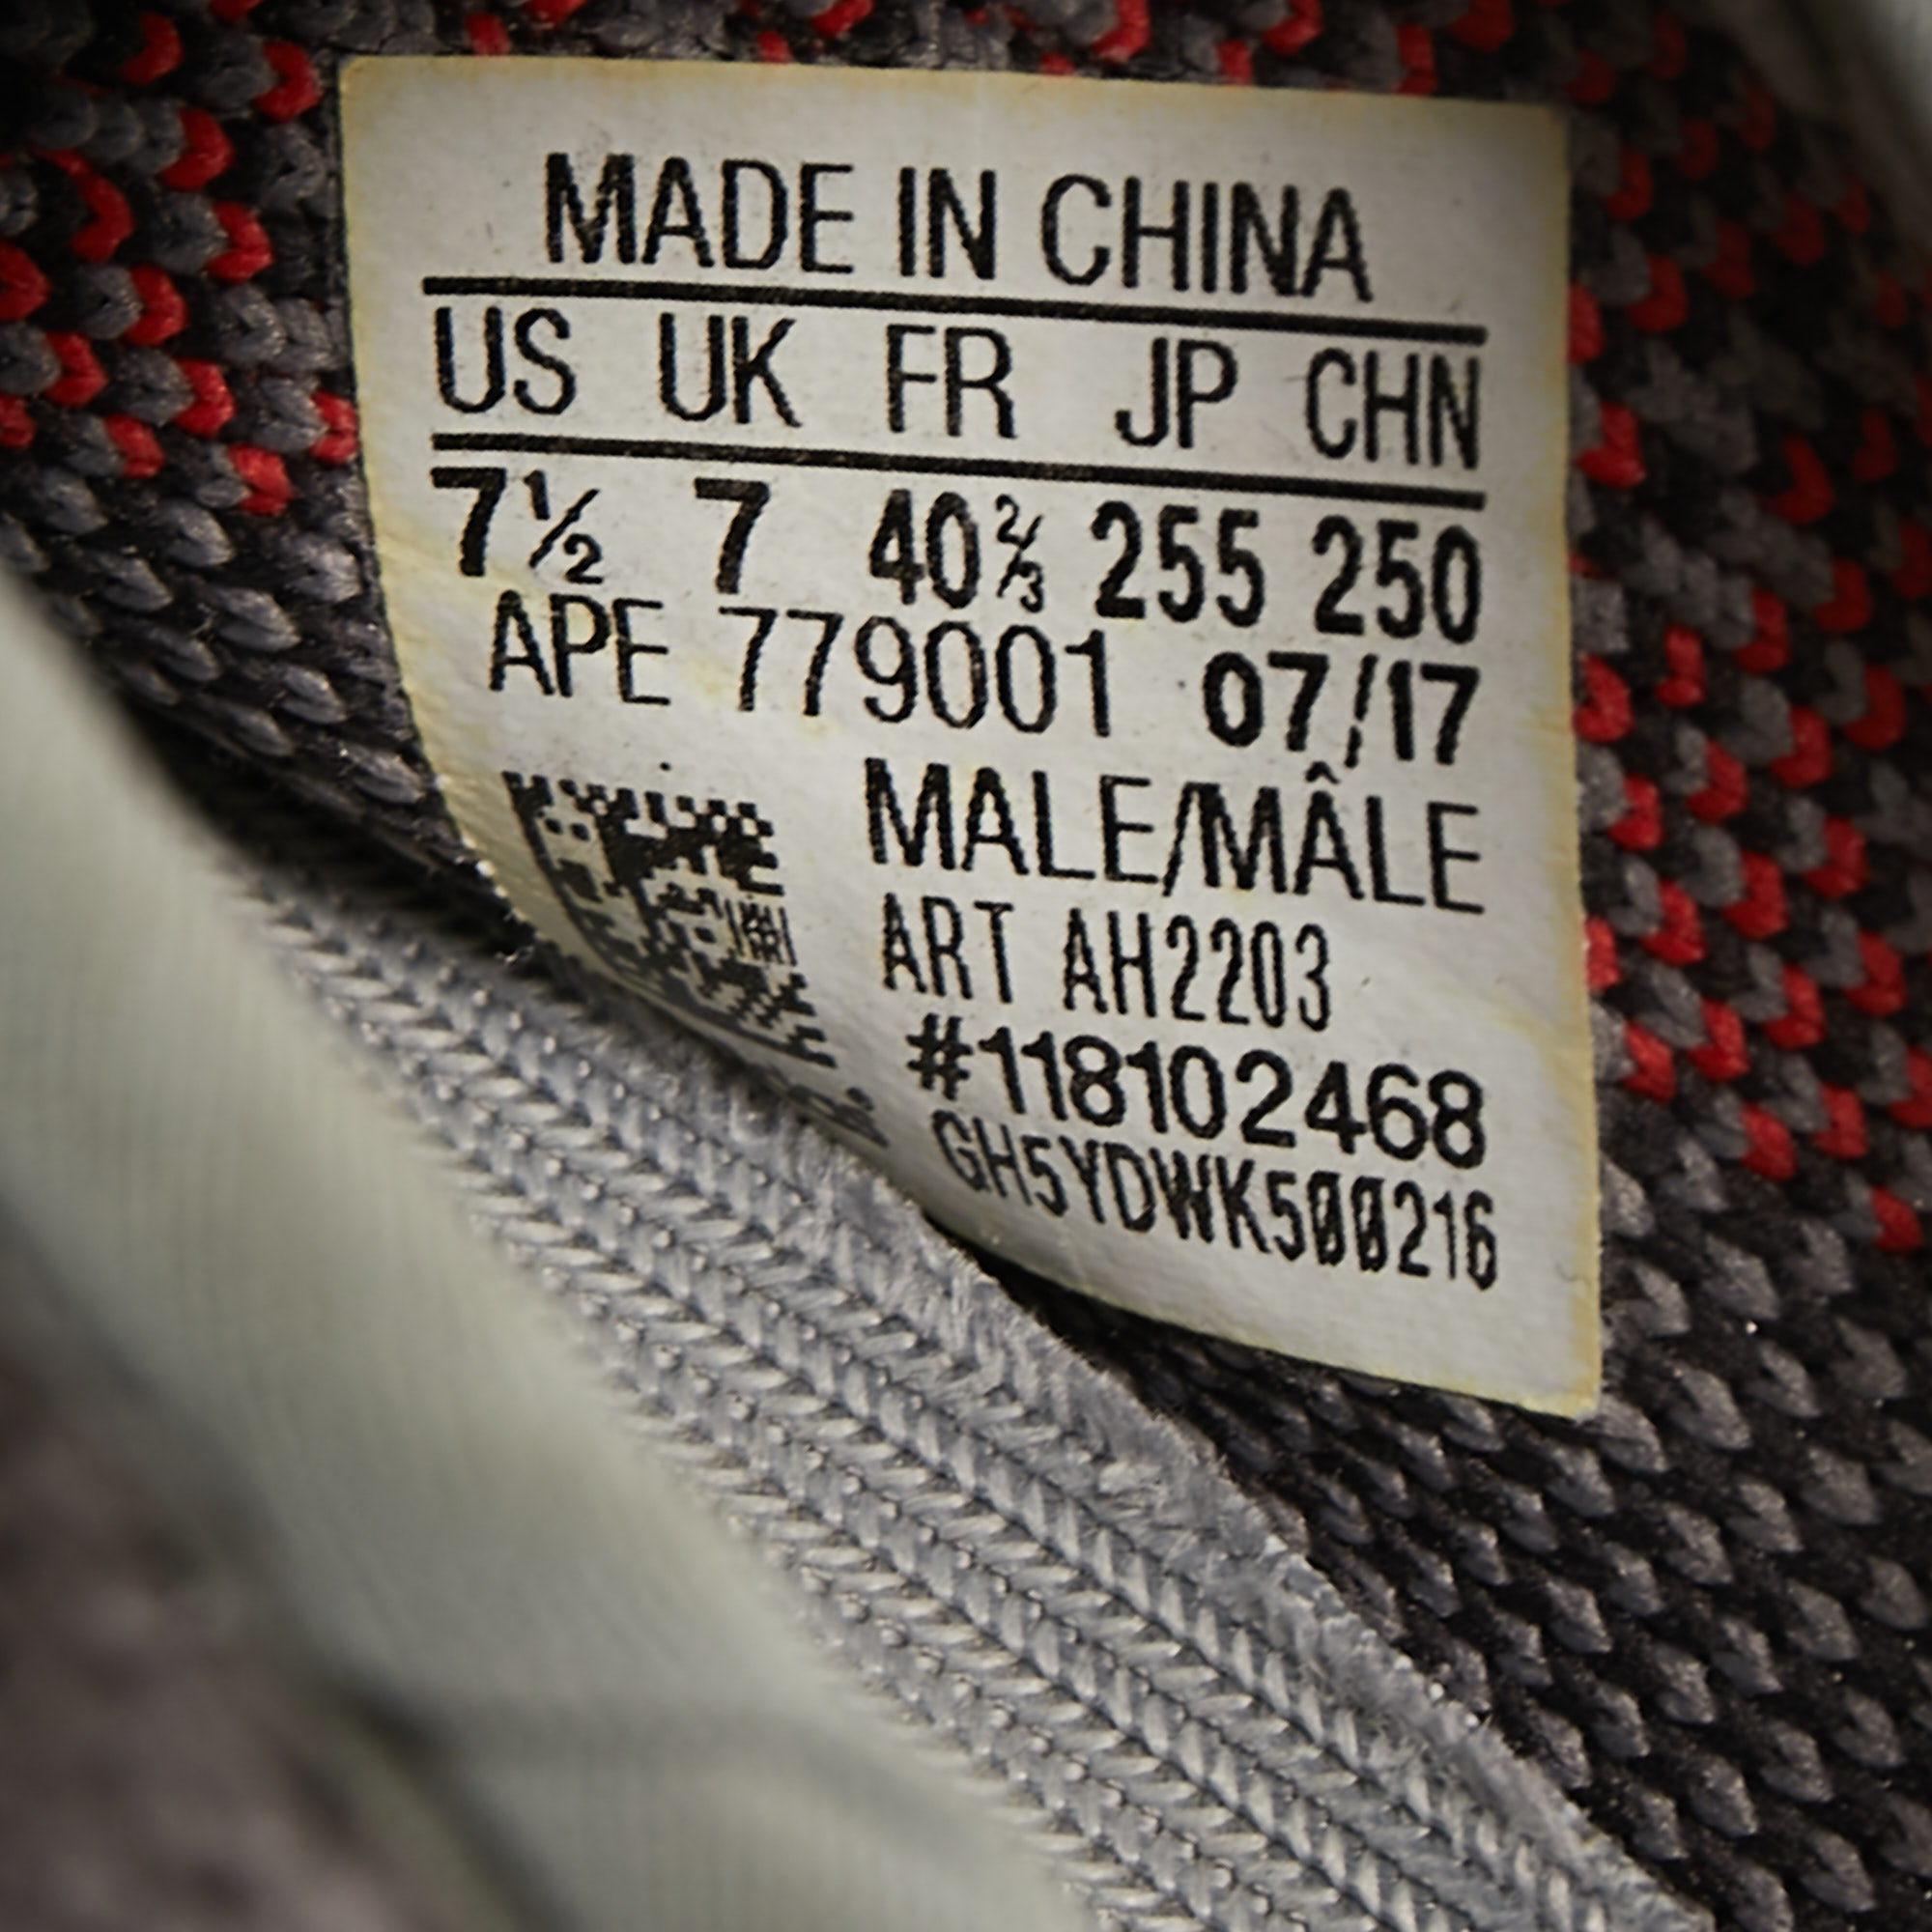 MADE IN CHINA
US UK FR JP CHN
7½ 7 40⅔ 255 250
APE 779001 07/17
MALE/MÂLE
ART AH2203
#118102468
GH5YDWK500216